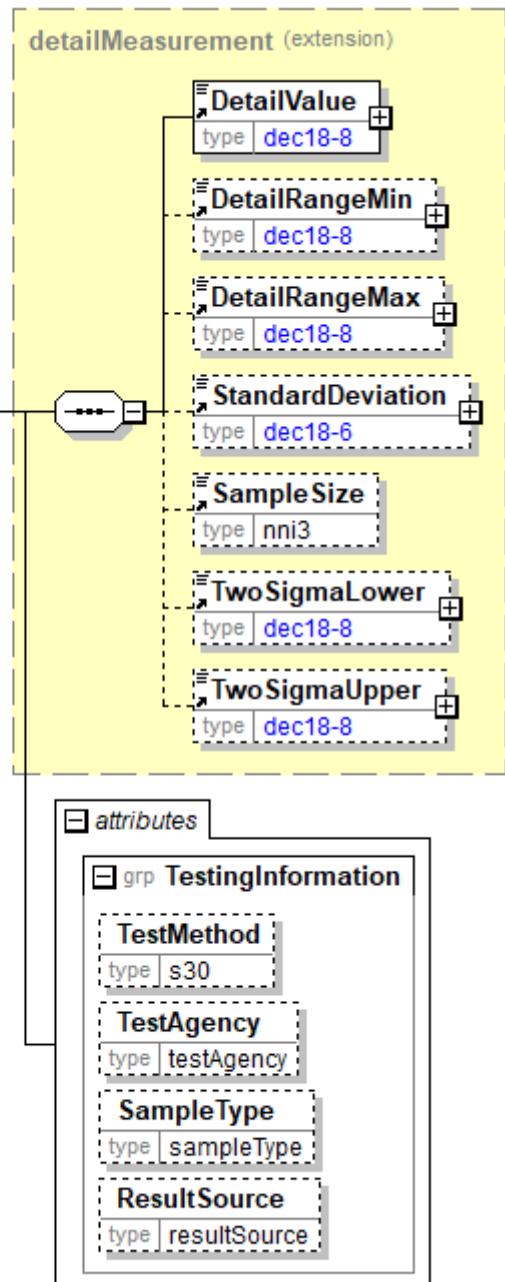 detailMeasurement (extension)
DetailValue
type dec18-8
DetailRangeMin
type dec18-8
DetailRangeMax
type dec18-8
StandardDeviation
type dec18-6
SampleSize
type nni3
TwoSigmaLower
type dec18-8
TwoSigmaUpper
type dec18-8
attributes
grp TestingInformation
TestMethod
type s30
TestAgency
type testAgency
SampleType
type sampleType
ResultSource
type resultSource